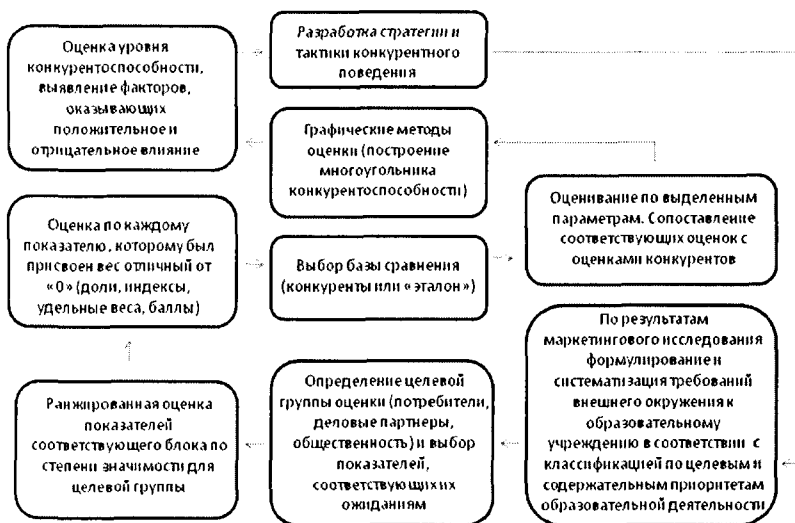 Оценка уровня
конкурентоспособности,
выявление факторов,
оказывающих
положительное и
отрицательное влияние
Разработка стратегии и
тактики конкурентного
поведения
Графические методы
оценки (построение
многоугольника
конкурентоспособности)
Оценивание по выделенным
параметрам. Сопоставление
соответствующих оценок с
оценками конкурентов
Оценка по каждому
показателю, которому был
присвоен вес отличный от
«0» (доли, индексы,
удельные веса, баллы)
Выбор базы сравнения
(конкуренты или «эталон»)
По результатам
маркетингового исследования
формулирование и
систематизация требований
внешнего окружения к
образовательному
учреждению в соответствии с
классификацией по целевым и
содержательным приоритетам
образовательной деятельности
Определение целевой
группы оценки (потребители,
деловые партнеры,
общественность) и выбор
показателей,
соответствующих их
ожиданиям
Ранжированная оценка
показателей
соответствующего блока по
степени значимости для
целевой группы